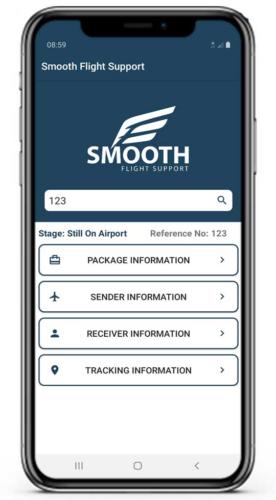 08:59
Smooth Flight Support
SMOOTH
FLIGHT SUPPORT
123
Stage: Still On Airport Reference No: 123
PACKAGE INFORMATION
SENDER INFORMATION
RECEIVER INFORMATION
TRACKING INFORMATION